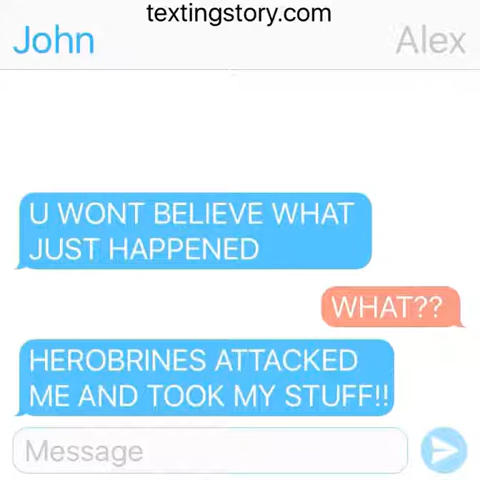 textingstory.com
John Alex
U WONT BELIEVE WHAT
JUST HAPPENED
WHAT??
HEROBRINES ATTACKED
ME AND TOOK MY STUFF!!
Message